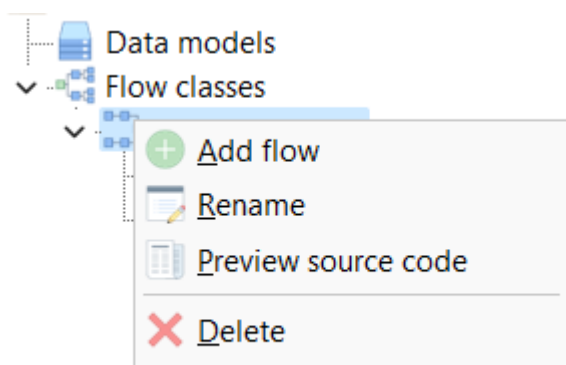 Data models
Flow classes
Add flow
Rename
Preview source code
Delete